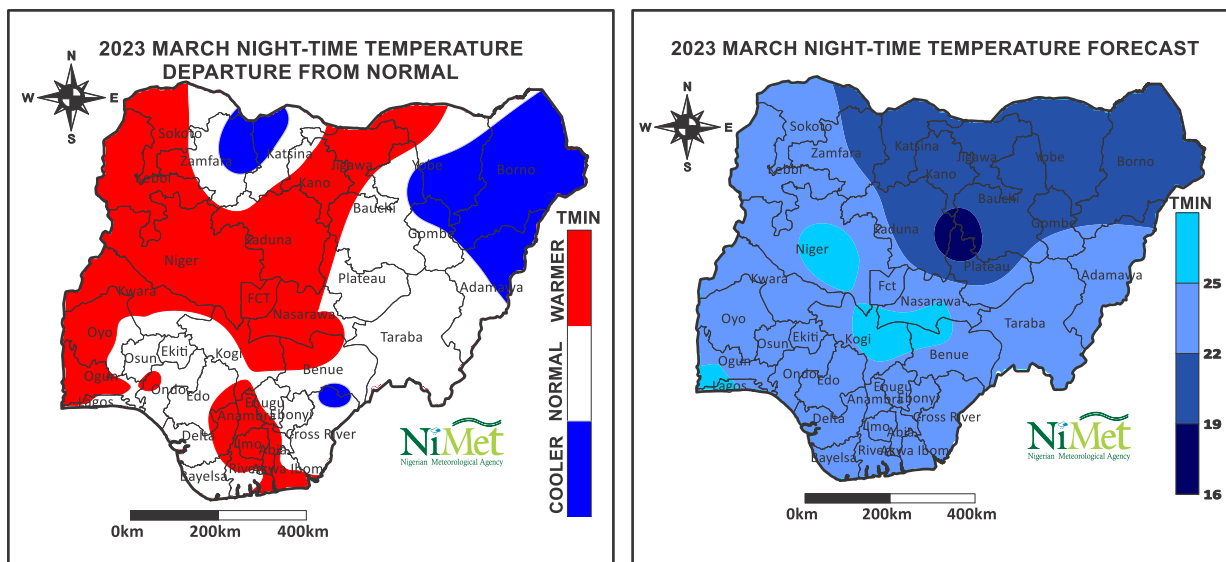 2023 MARCH NIGHT-TIME TEMPERATURE
DEPARTURE FROM NORMAL
N
W E
S
Sokoto
Zamfara
Katsina
Kebbi
Jigawa
Yobe
Borno
Kano
Bauchi
Gombe
Kaduna
Niger
Plateau
Adamawa
FCT
Kwara
Nasarawa
Taraba
Oyo
Osun
Ekiti
Kogi
Benue
Ogun
Ondo
Edo
Lagos
Enugu
Anambra
Ebonyi
Delta
Imo
Abia
Cross River
Bayelsa
Rivers
Akwa Ibom
NiMet
Nigerian Meteorological Agency
0km 200km 400km
TMIN
WARMER
NORMAL
COOLER
2023 MARCH NIGHT-TIME TEMPERATURE FORECAST
N
W E
S
Sokoto
Zamfara
Katsina
Kebbi
Jigawa
Yobe
Borno
Kano
Bauchi
Gombe
Kaduna
Niger
Plateau
Adamawa
Fct
Kwara
Nasarawa
Taraba
Oyo
Osun
Ekiti
Kogi
Benue
Ogun
Ondo
Edo
Lagos
Enugu
Anambra
Ebonyi
Delta
Imo
Abia
Cross River
Bayelsa
Rivers
Akwa Ibom
NiMet
Nigerian Meteorological Agency
0km 200km 400km
TMIN
25
22
19
16